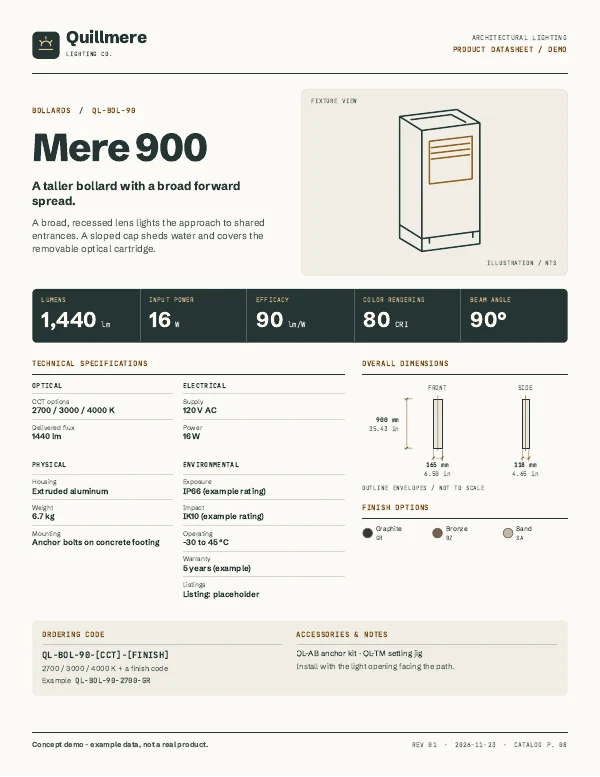 Quillmere
LIGHTING CO.
ARCHITECTURAL LIGHTING
PRODUCT DATASHEET / DEMO
BOLLARDS / QL-BOL-90
Mere 900
A taller bollard with a broad forward
spread.
A broad, recessed lens lights the approach to shared
entrances. A sloped cap sheds water and covers the
removable optical cartridge.
FIXTURE VIEW
ILLUSTRATION / NTS
LUMENS
1,440 lm
INPUT POWER
16 W
EFFICACY
90 lm/W
COLOR RENDERING
80 CRI
BEAM ANGLE
90°
TECHNICAL SPECIFICATIONS
OPTICAL
CCT options
2700 / 3000 / 4000 K
Delivered flux
1440 lm
ELECTRICAL
Supply
120 V AC
Power
16 W
PHYSICAL
Housing
Extruded aluminum
Weight
6.7 kg
Mounting
Anchor bolts on concrete footing
ENVIRONMENTAL
Exposure
IP66 (example rating)
Impact
IK10 (example rating)
Operating
-30 to 45 °C
Warranty
5 years (example)
Listings
Listing: placeholder
OVERALL DIMENSIONS
FRONT
SIDE
900 mm
35.43 in
165 mm
6.50 in
118 mm
4.65 in
OUTLINE ENVELOPES / NOT TO SCALE
FINISH OPTIONS
Graphite
GR
Bronze
BZ
Sand
SA
ORDERING CODE
QL-BOL-90-[CCT]-[FINISH]
2700 / 3000 / 4000 K + a finish code
Example QL-BOL-90-2700-GR
ACCESSORIES & NOTES
QL-AB anchor kit · QL-TM setting jig
Install with the light opening facing the path.
Concept demo – example data, not a real product.
REV 01 · 2026-11-23 · CATALOG P. 08